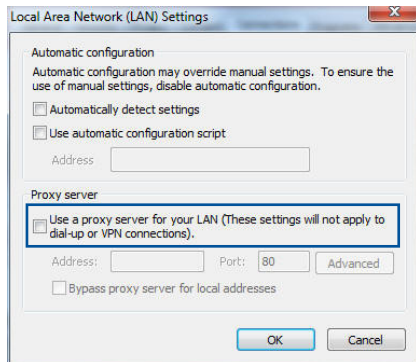 Local Area Network (LAN) Settings
Automatic configuration
Automatic configuration may override manual settings. To ensure the
use of manual settings, disable automatic configuration.
Automatically detect settings
Use automatic configuration script
Address
Proxy server
Use a proxy server for your LAN (These settings will not apply to
dial-up or VPN connections).
Address: Port: 80 Advanced
Bypass proxy server for local addresses
OK Cancel